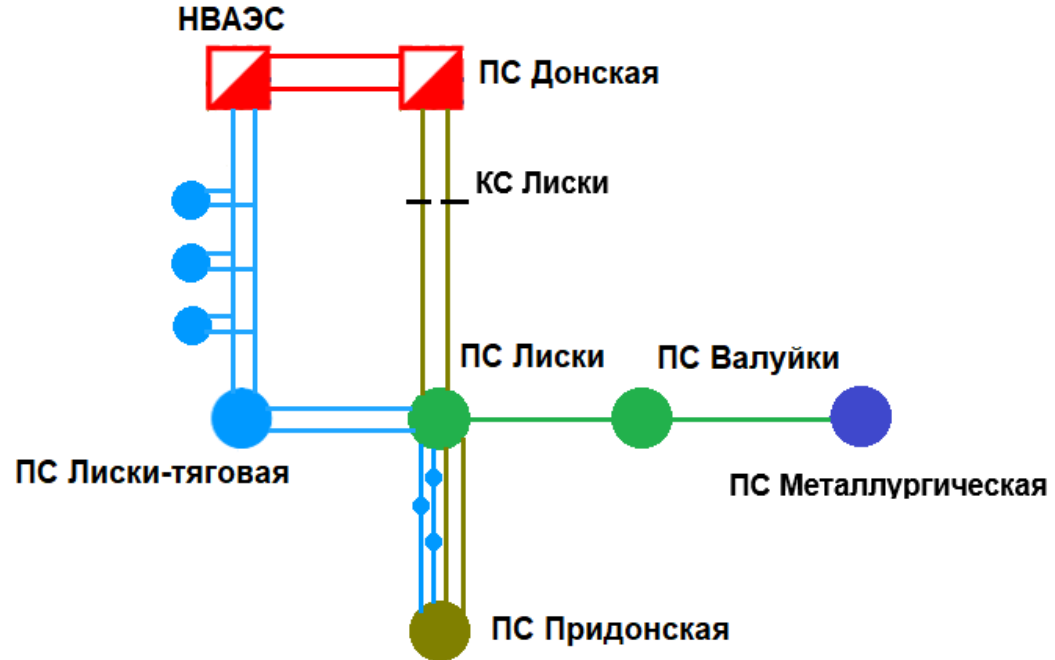 НВАЭС
ПС Донская
КС Лиски
ПС Лиски
ПС Валуйки
ПС Лиски-тяговая
ПС Металлургическая
ПС Придонская